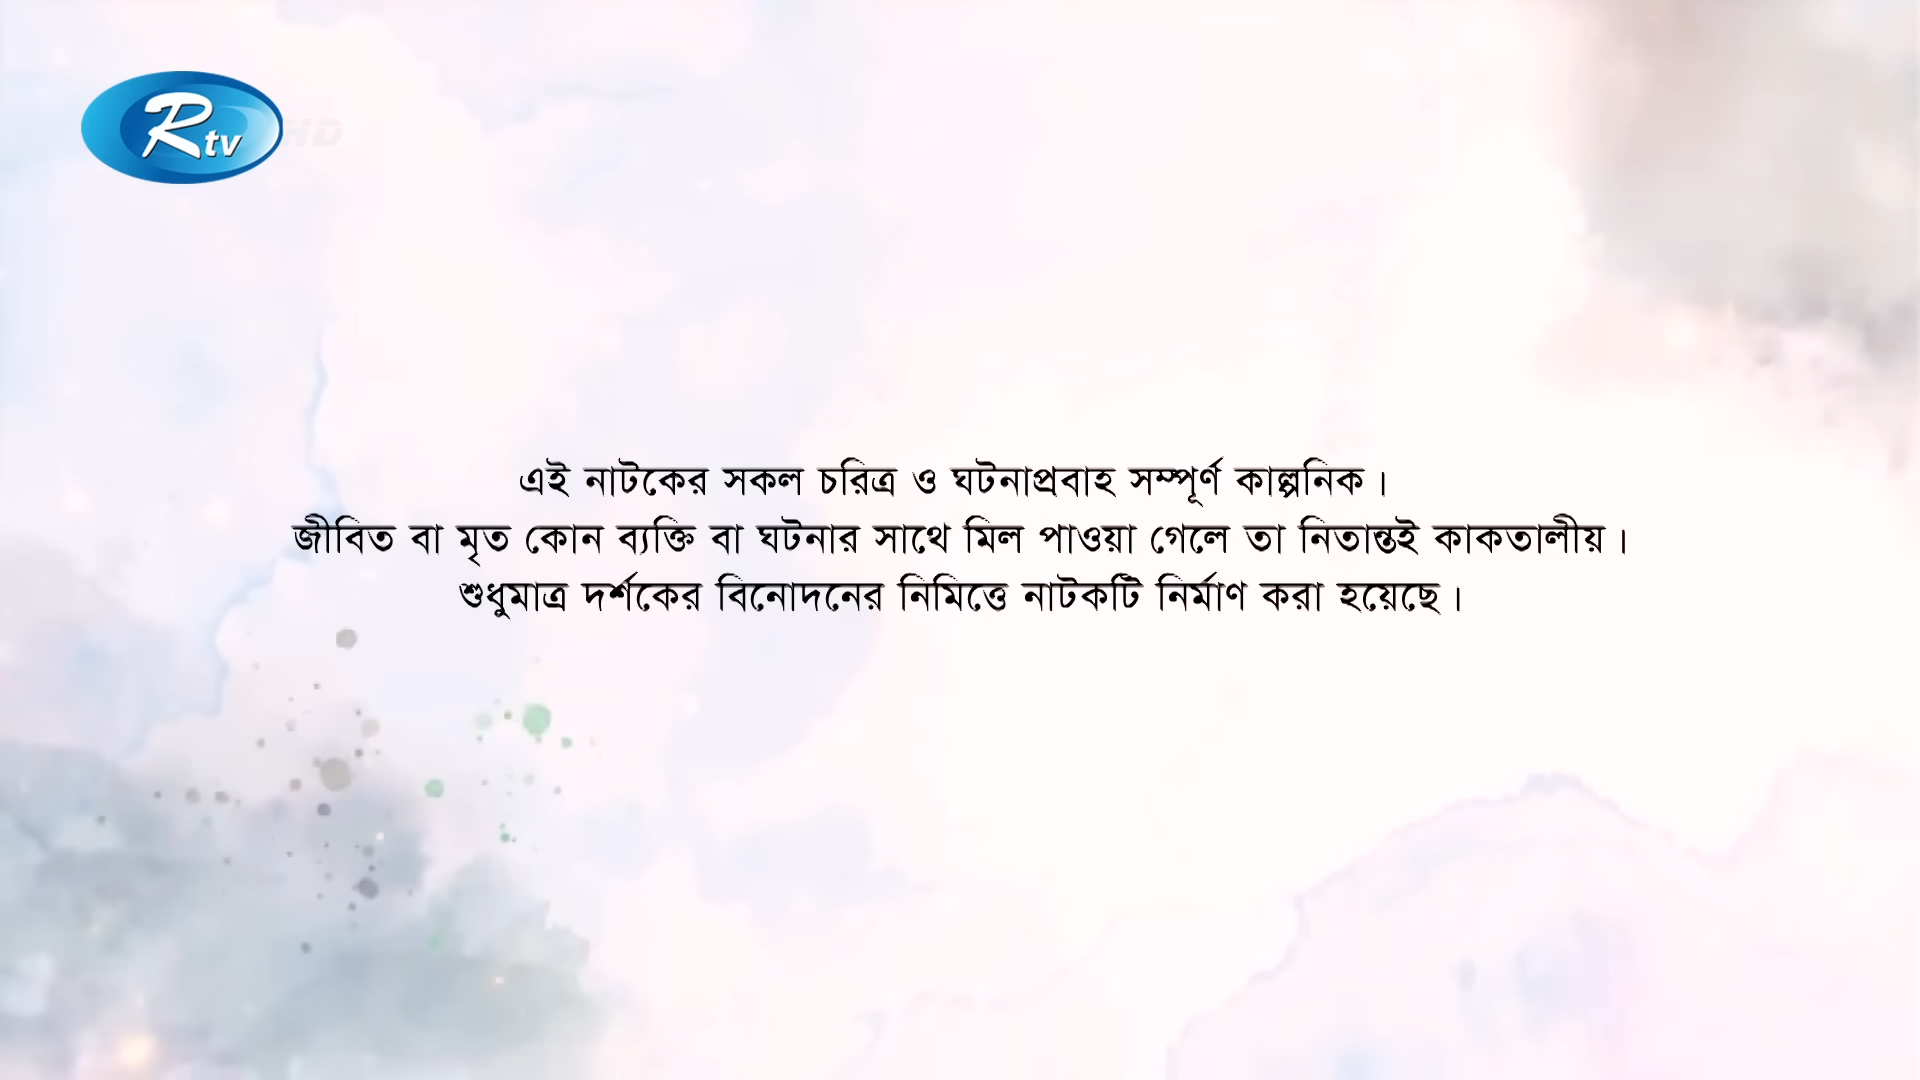 Rtv HD
এই নাটকের সকল চরিত্র ও ঘটনাপ্রবাহ সম্পূর্ণ কাল্পনিক।
জীবিত বা মৃত কোন ব্যক্তি বা ঘটনার সাথে মিল পাওয়া গেলে তা নিতান্তই কাকতালীয়।
শুধুমাত্র দর্শকের বিনোদনের নিমিত্তে নাটকটি নির্মাণ করা হয়েছে।